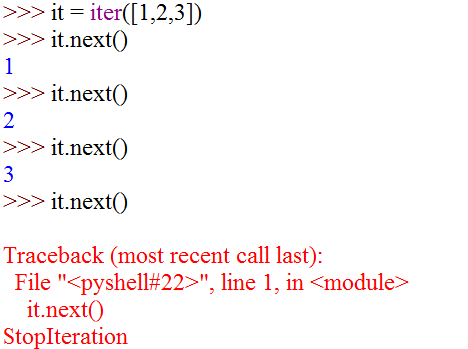 >>> it = iter([1,2,3])
>>> it.next()
1
>>> it.next()
2
>>> it.next()
3
>>> it.next()
Traceback (most recent call last):
  File "<pyshell#22>", line 1, in <module>
    it.next()
StopIteration